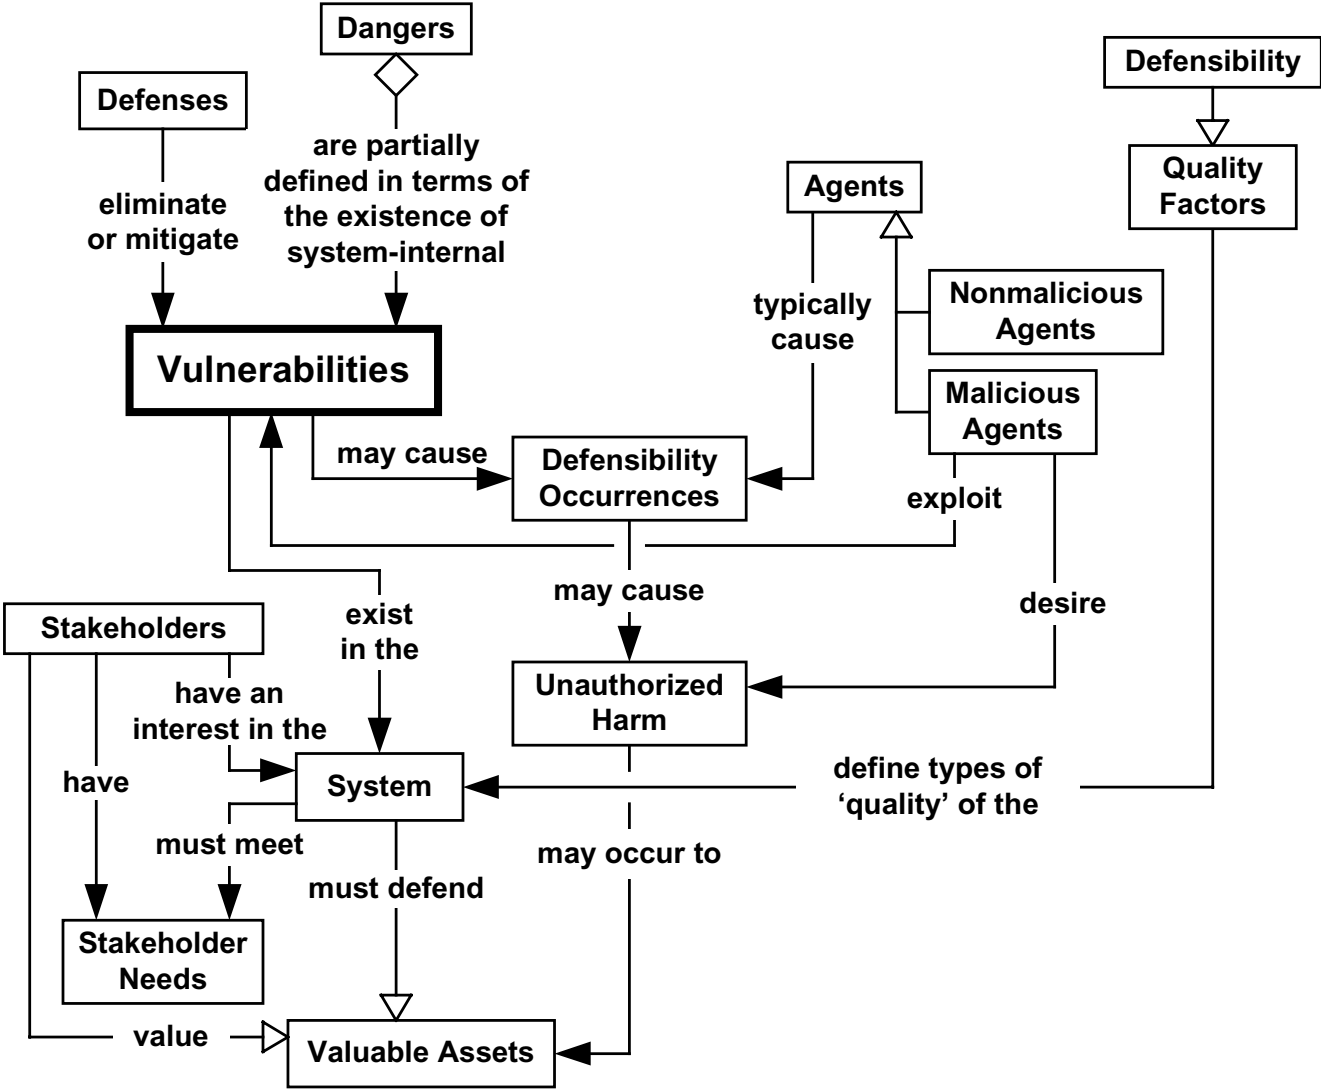 Dangers
Defensibility
Defenses
are partially
defined in terms of
the existence of
system-internal
Quality
Factors
Agents
eliminate
or mitigate
Nonmalicious
Agents
typically
cause
Vulnerabilities
Malicious
Agents
may cause
Defensibility
Occurrences
exploit
may cause
desire
exist
in the
Stakeholders
Unauthorized
Harm
have an
interest in the
have
System
define types of
‘quality’ of the
must meet
may occur to
must defend
Stakeholder
Needs
value
Valuable Assets